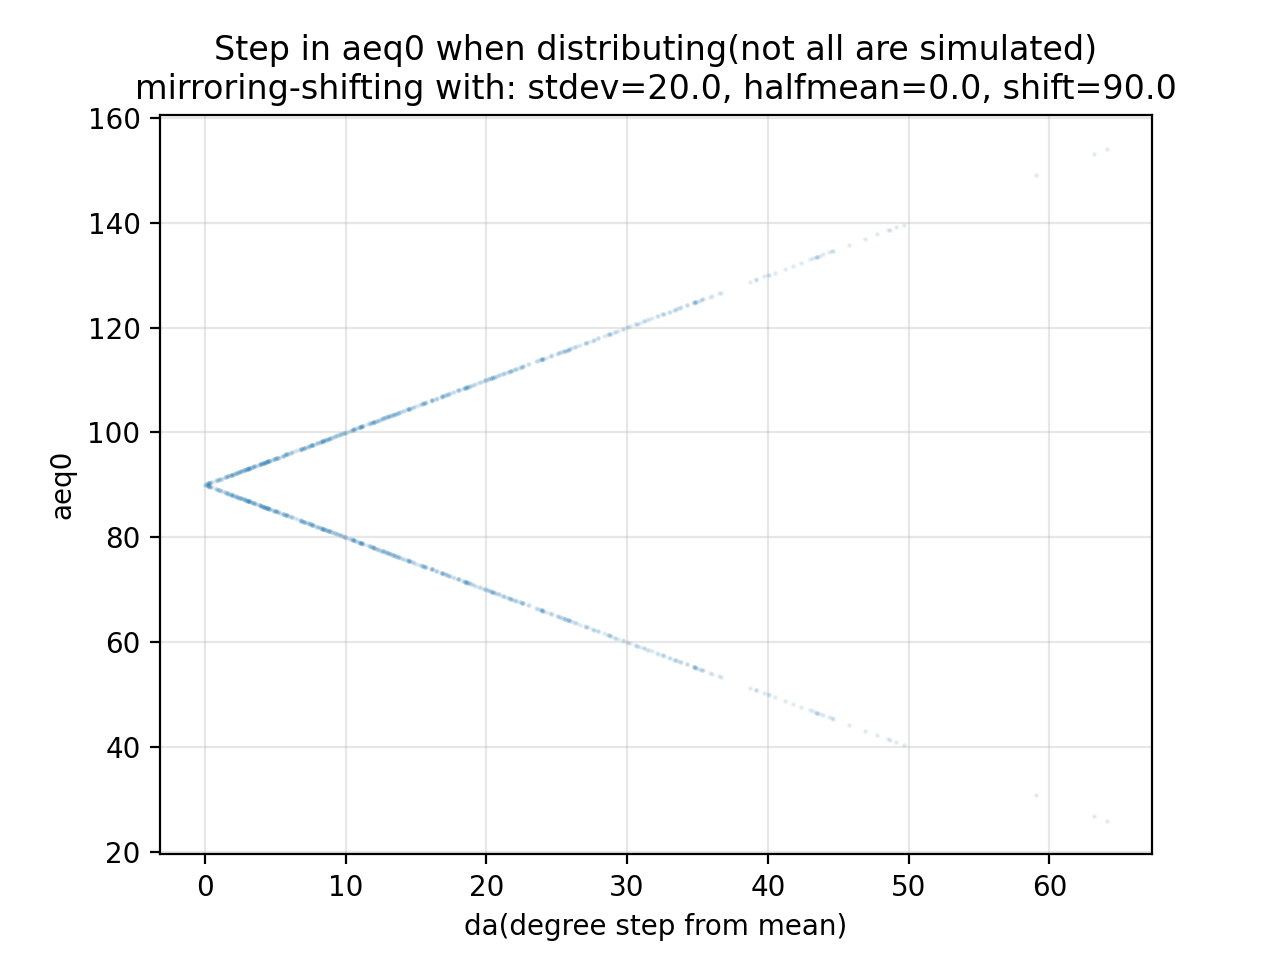 Step in aeq0 when distributing(not all are simulated)
mirroring-shifting with: stdev=20.0, halfmean=0.0, shift=90.0
160
140
120
100
80
60
40
20
aeq0
0 10 20 30 40 50 60
da(degree step from mean)